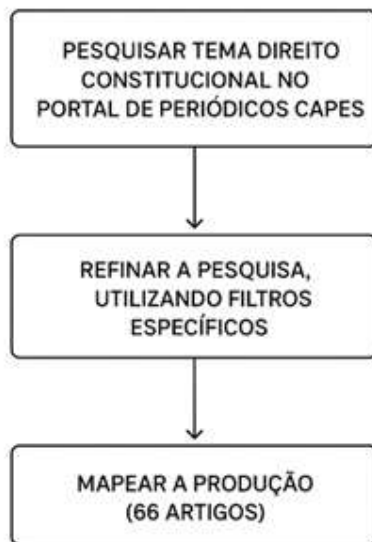 PESQUISAR TEMA DIREITO
CONSTITUCIONAL NO
PORTAL DE PERIÓDICOS CAPES
REFINAR A PESQUISA,
UTILIZANDO FILTROS
ESPECÍFICOS
MAPEAR A PRODUÇÃO
(66 ARTIGOS)